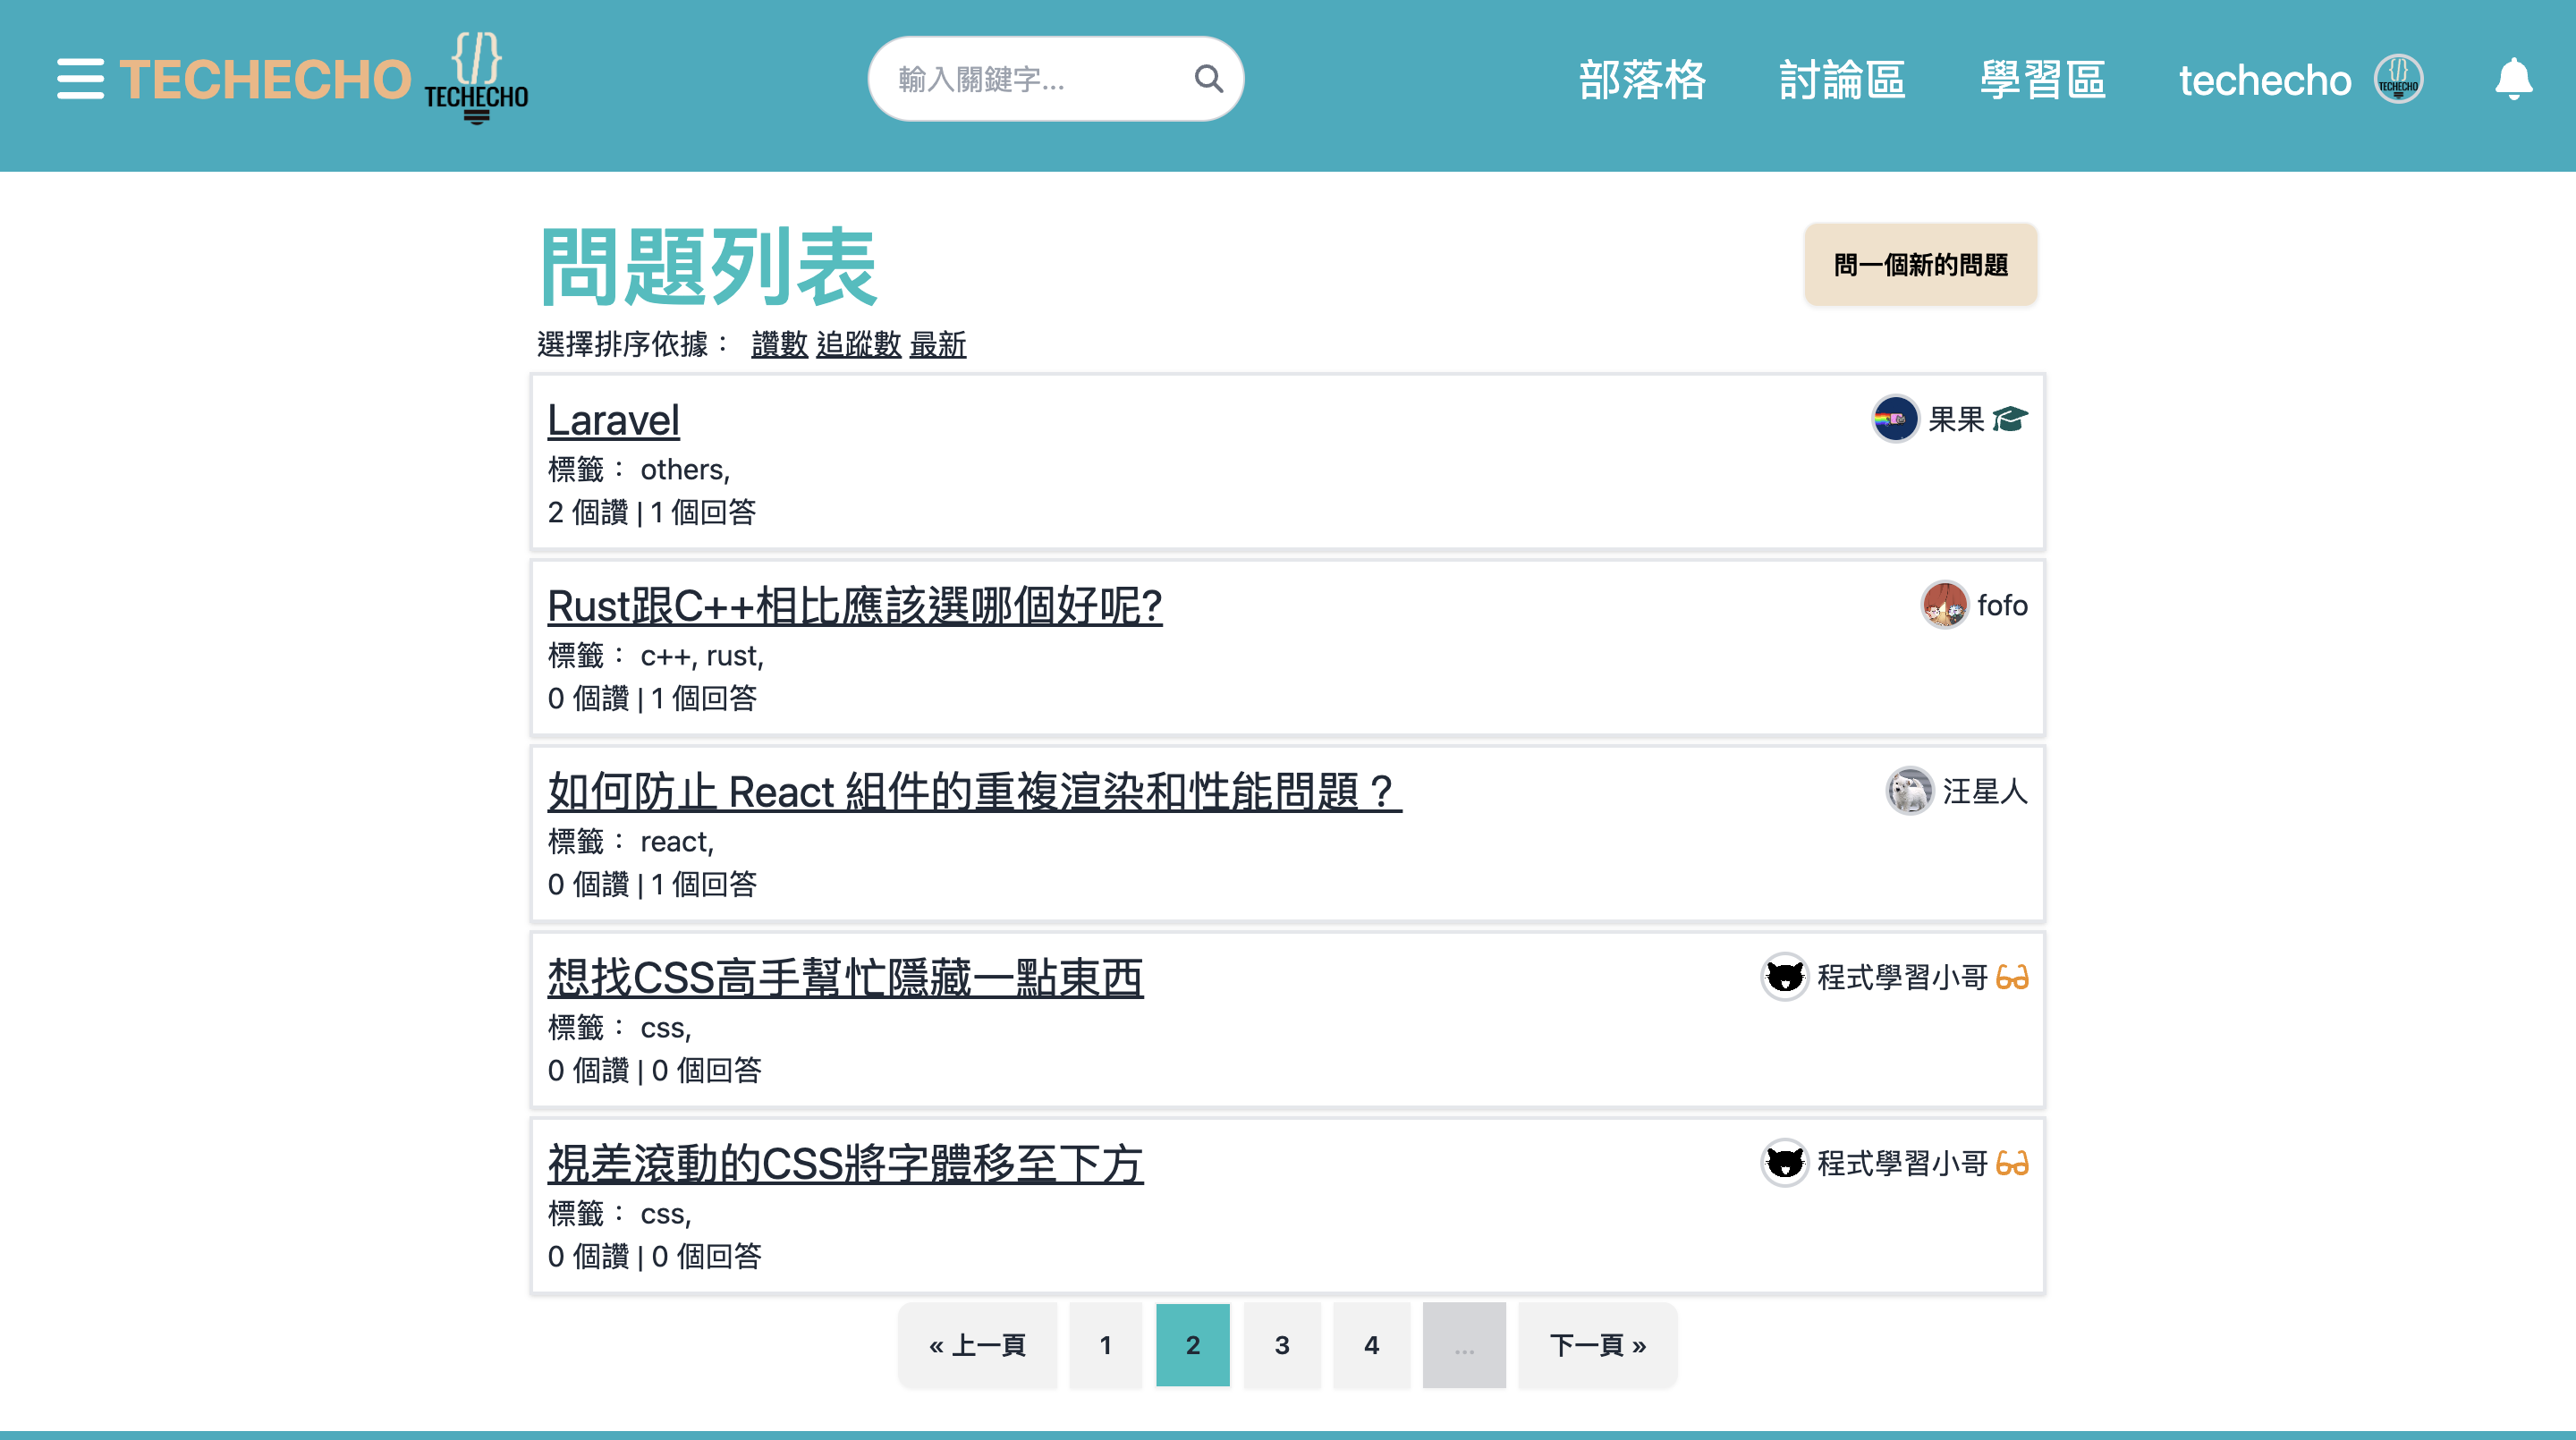 TECHECHO
TECHECHO
輸入關鍵字...
部落格 討論區 學習區 techecho
TECHECHO
問題列表
問一個新的問題
選擇排序依據： 讚數 追蹤數 最新
Laravel
果果
標籤： others,
2 個讚 | 1 個回答
Rust跟C++相比應該選哪個好呢?
fofo
標籤： c++, rust,
0 個讚 | 1 個回答
如何防止 React 組件的重複渲染和性能問題？
汪星人
標籤： react,
0 個讚 | 1 個回答
想找CSS高手幫忙隱藏一點東西
程式學習小哥
標籤： css,
0 個讚 | 0 個回答
視差滾動的CSS將字體移至下方
程式學習小哥
標籤： css,
0 個讚 | 0 個回答
« 上一頁 1 2 3 4 ... 下一頁 »